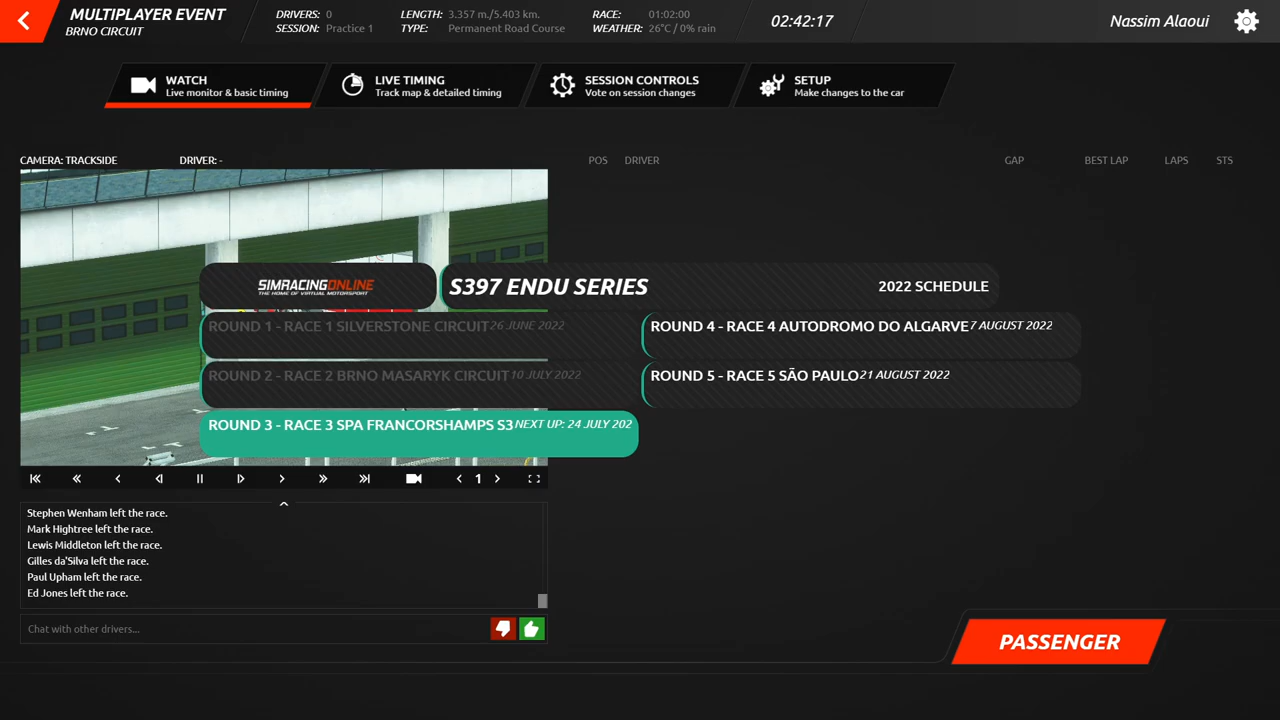 MULTIPLAYER EVENT
BRNO CIRCUIT
DRIVERS: 0
SESSION: Practice 1
LENGTH: 3.357 m./5.403 km.
TYPE: Permanent Road Course
RACE: 01:02:00
WEATHER: 26°C / 0% rain
02:42:17
Nassim Alaoui
WATCH
Live monitor & basic timing
LIVE TIMING
Track map & detailed timing
SESSION CONTROLS
Vote on session changes
SETUP
Make changes to the car
CAMERA: TRACKSIDE DRIVER: -
POS DRIVER GAP BEST LAP LAPS STS
SIMRACINGONLINE
THE HOME OF VIRTUAL MOTORSPORT
S397 ENDU SERIES
2022 SCHEDULE
ROUND 1 - RACE 1 SILVERSTONE CIRCUIT 26 JUNE 2022
ROUND 2 - RACE 2 BRNO MASARYK CIRCUIT 10 JULY 2022
ROUND 3 - RACE 3 SPA FRANCORSHAMPS S3 NEXT UP: 24 JULY 202
ROUND 4 - RACE 4 AUTODROMO DO ALGARVE 7 AUGUST 2022
ROUND 5 - RACE 5 SÃO PAULO 21 AUGUST 2022
1
Stephen Wenham left the race.
Mark Hightree left the race.
Lewis Middleton left the race.
Gilles da'Silva left the race.
Paul Upham left the race.
Ed Jones left the race.
Chat with other drivers...
PASSENGER